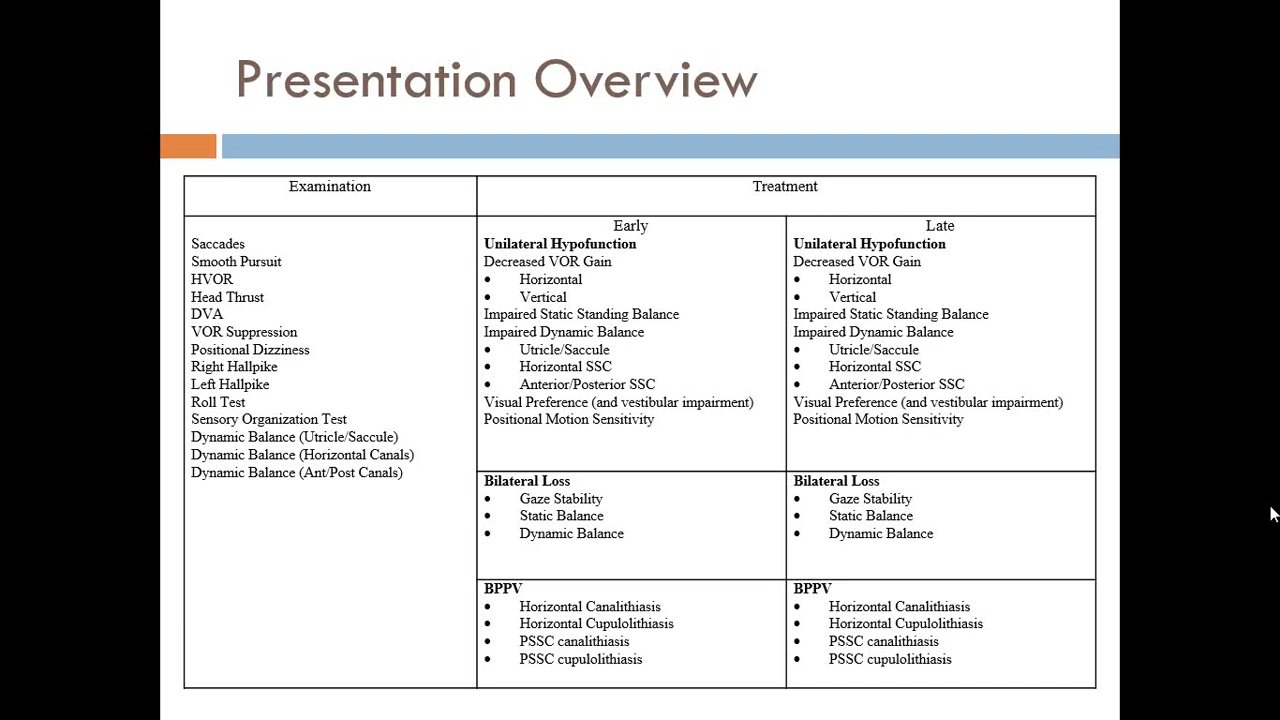 Presentation Overview
Examination
Treatment
Saccades
Smooth Pursuit
HVOR
Head Thrust
DVA
VOR Suppression
Positional Dizziness
Right Hallpike
Left Hallpike
Roll Test
Sensory Organization Test
Dynamic Balance (Utricle/Saccule)
Dynamic Balance (Horizontal Canals)
Dynamic Balance (Ant/Post Canals)
Early
Unilateral Hypofunction
Decreased VOR Gain
• Horizontal
• Vertical
Impaired Static Standing Balance
Impaired Dynamic Balance
• Utricle/Saccule
• Horizontal SSC
• Anterior/Posterior SSC
Visual Preference (and vestibular impairment)
Positional Motion Sensitivity
Late
Unilateral Hypofunction
Decreased VOR Gain
• Horizontal
• Vertical
Impaired Static Standing Balance
Impaired Dynamic Balance
• Utricle/Saccule
• Horizontal SSC
• Anterior/Posterior SSC
Visual Preference (and vestibular impairment)
Positional Motion Sensitivity
Bilateral Loss
• Gaze Stability
• Static Balance
• Dynamic Balance
Bilateral Loss
• Gaze Stability
• Static Balance
• Dynamic Balance
BPPV
• Horizontal Canalithiasis
• Horizontal Cupulolithiasis
• PSSC canalithiasis
• PSSC cupulolithiasis
BPPV
• Horizontal Canalithiasis
• Horizontal Cupulolithiasis
• PSSC canalithiasis
• PSSC cupulolithiasis